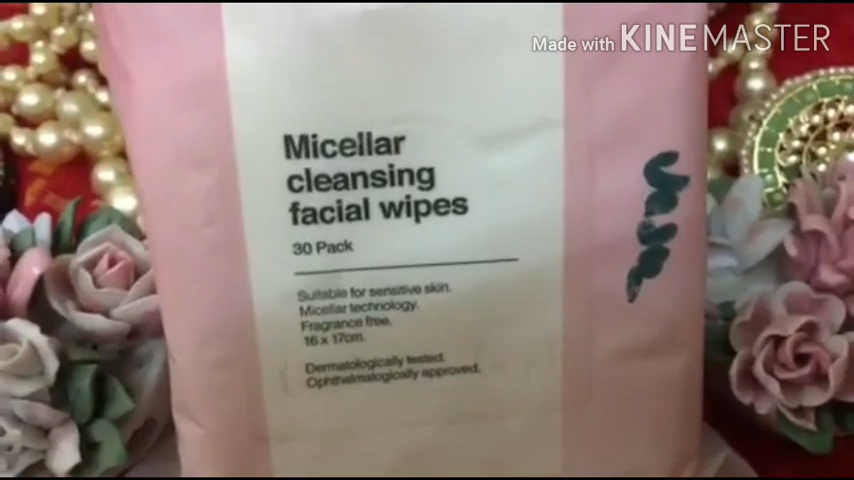 Made with KINEMASTER
Micellar
cleansing
facial wipes
30 Pack
Suitable for sensitive skin.
Micellar technology.
Fragrance free.
16 x 17cm.
Dermatologically tested.
Ophthalmalogically approved.